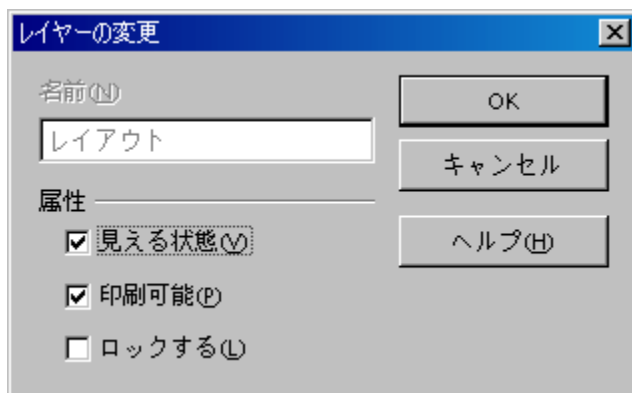 レイヤーの変更
名前(N)
レイアウト
属性
見える状態(V)
印刷可能(P)
ロックする(L)
OK
キャンセル
ヘルプ(H)